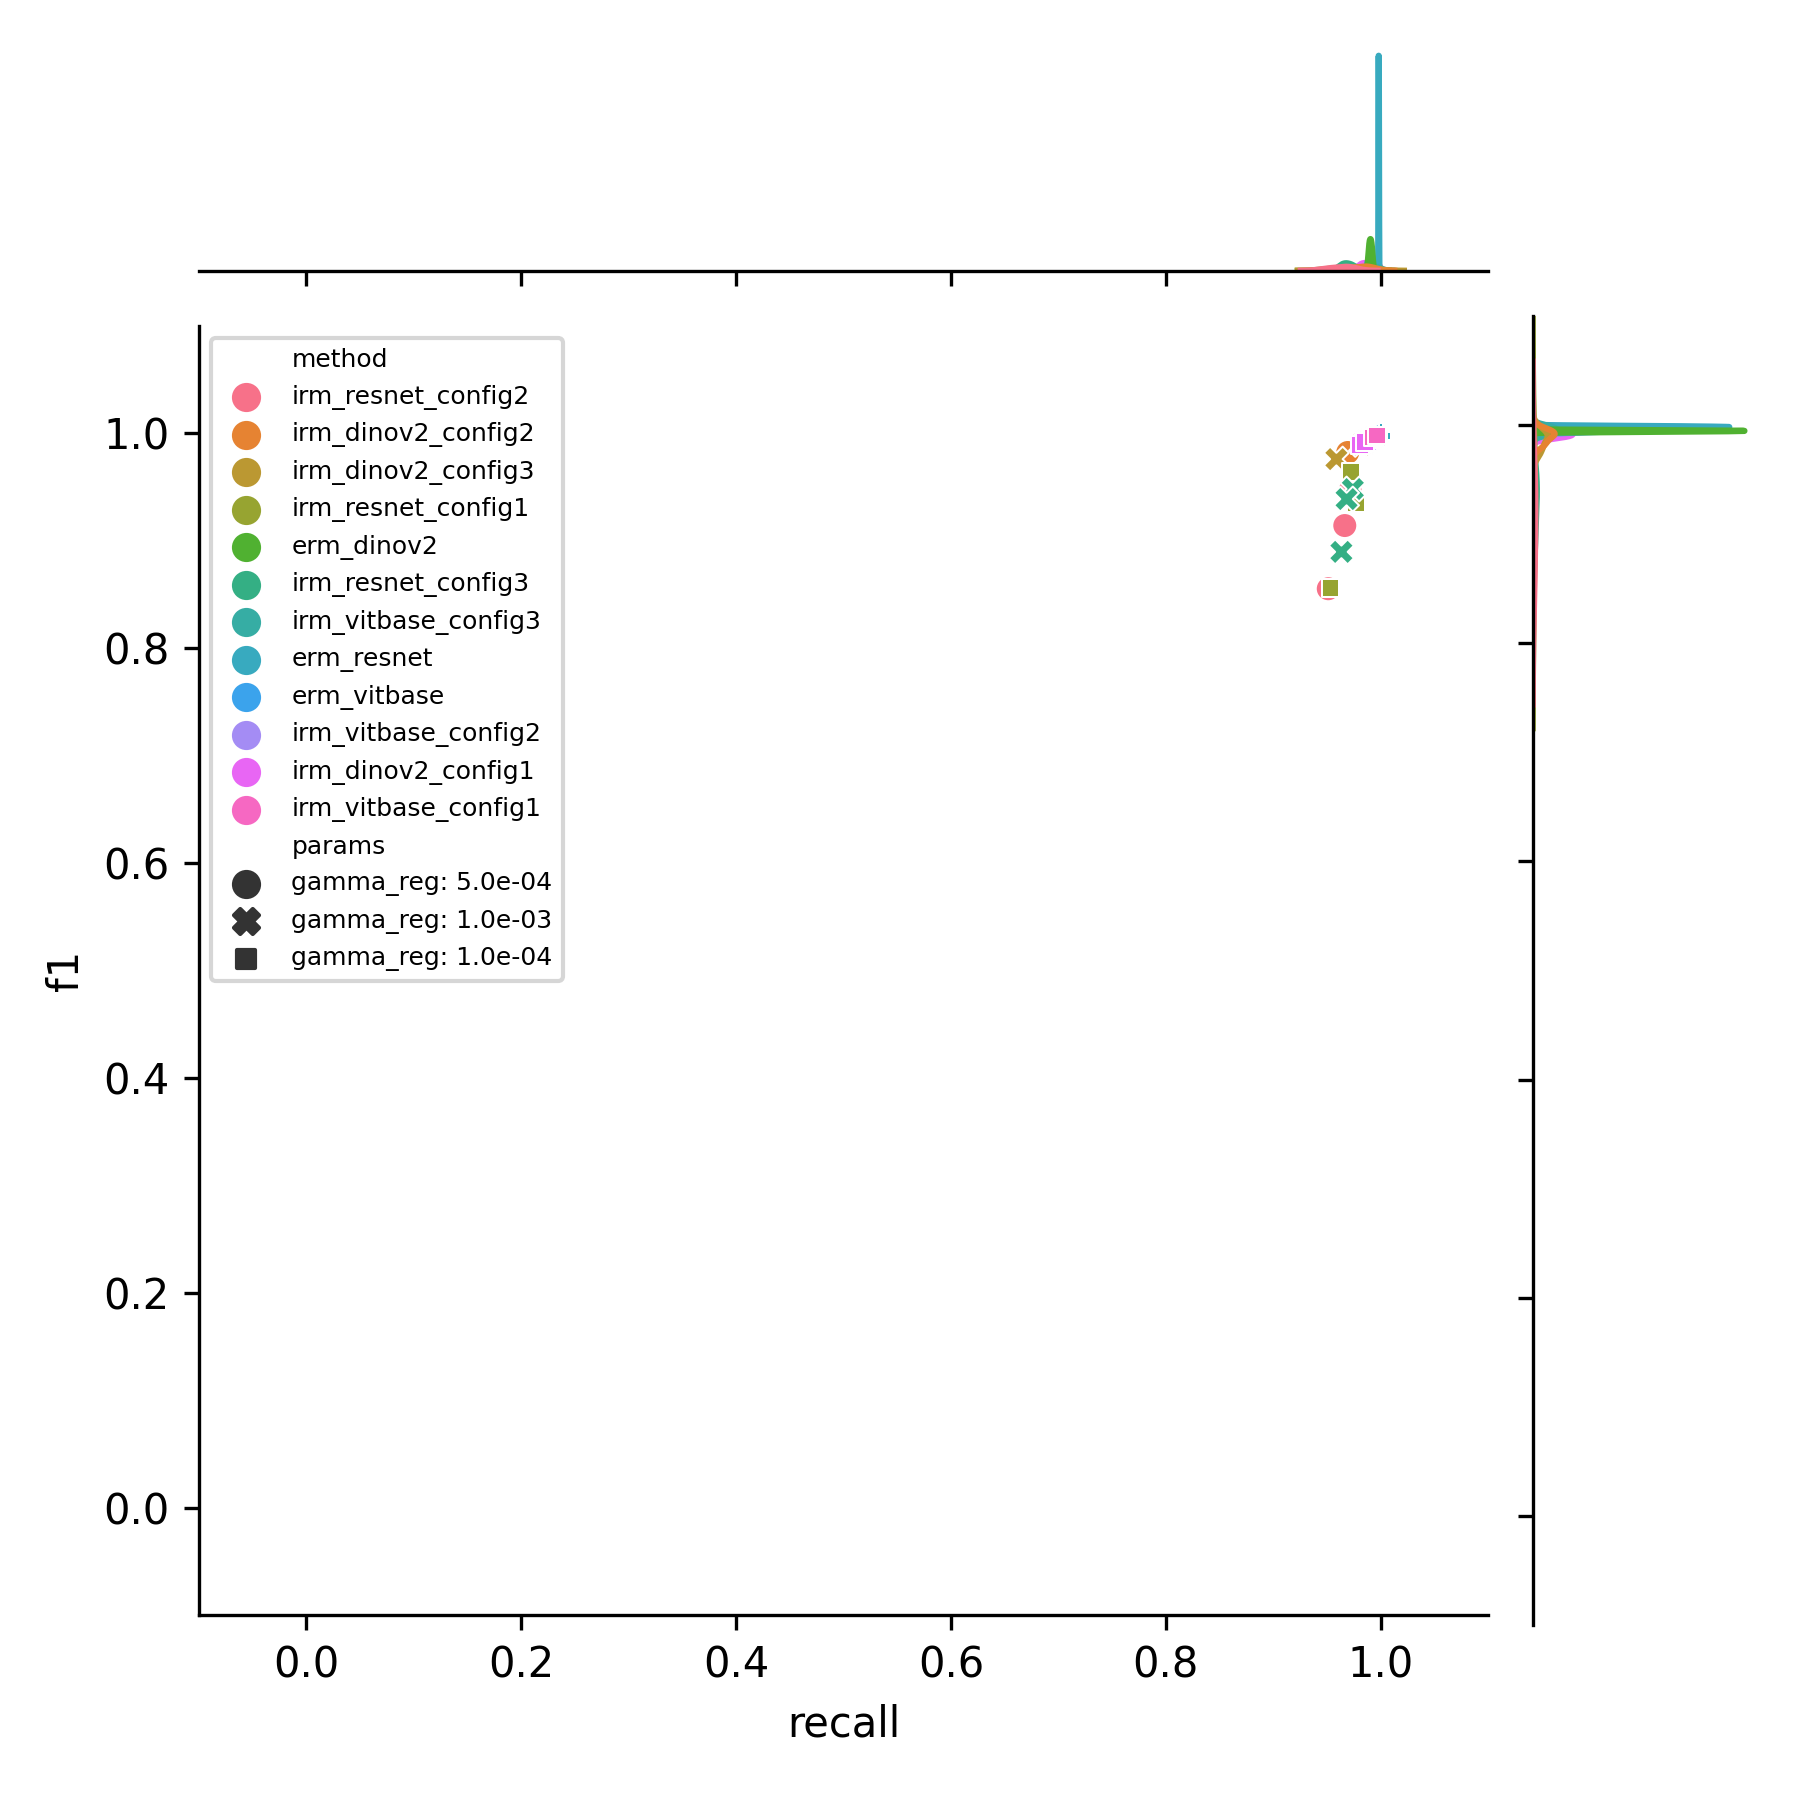 method
irm_resnet_config2
irm_dinov2_config2
irm_dinov2_config3
irm_resnet_config1
erm_dinov2
irm_resnet_config3
irm_vitbase_config3
erm_resnet
erm_vitbase
irm_vitbase_config2
irm_dinov2_config1
irm_vitbase_config1
params
gamma_reg: 5.0e-04
gamma_reg: 1.0e-03
gamma_reg: 1.0e-04
1.0
0.8
0.6
0.4
0.2
0.0
f1
0.0 0.2 0.4 0.6 0.8 1.0
recall